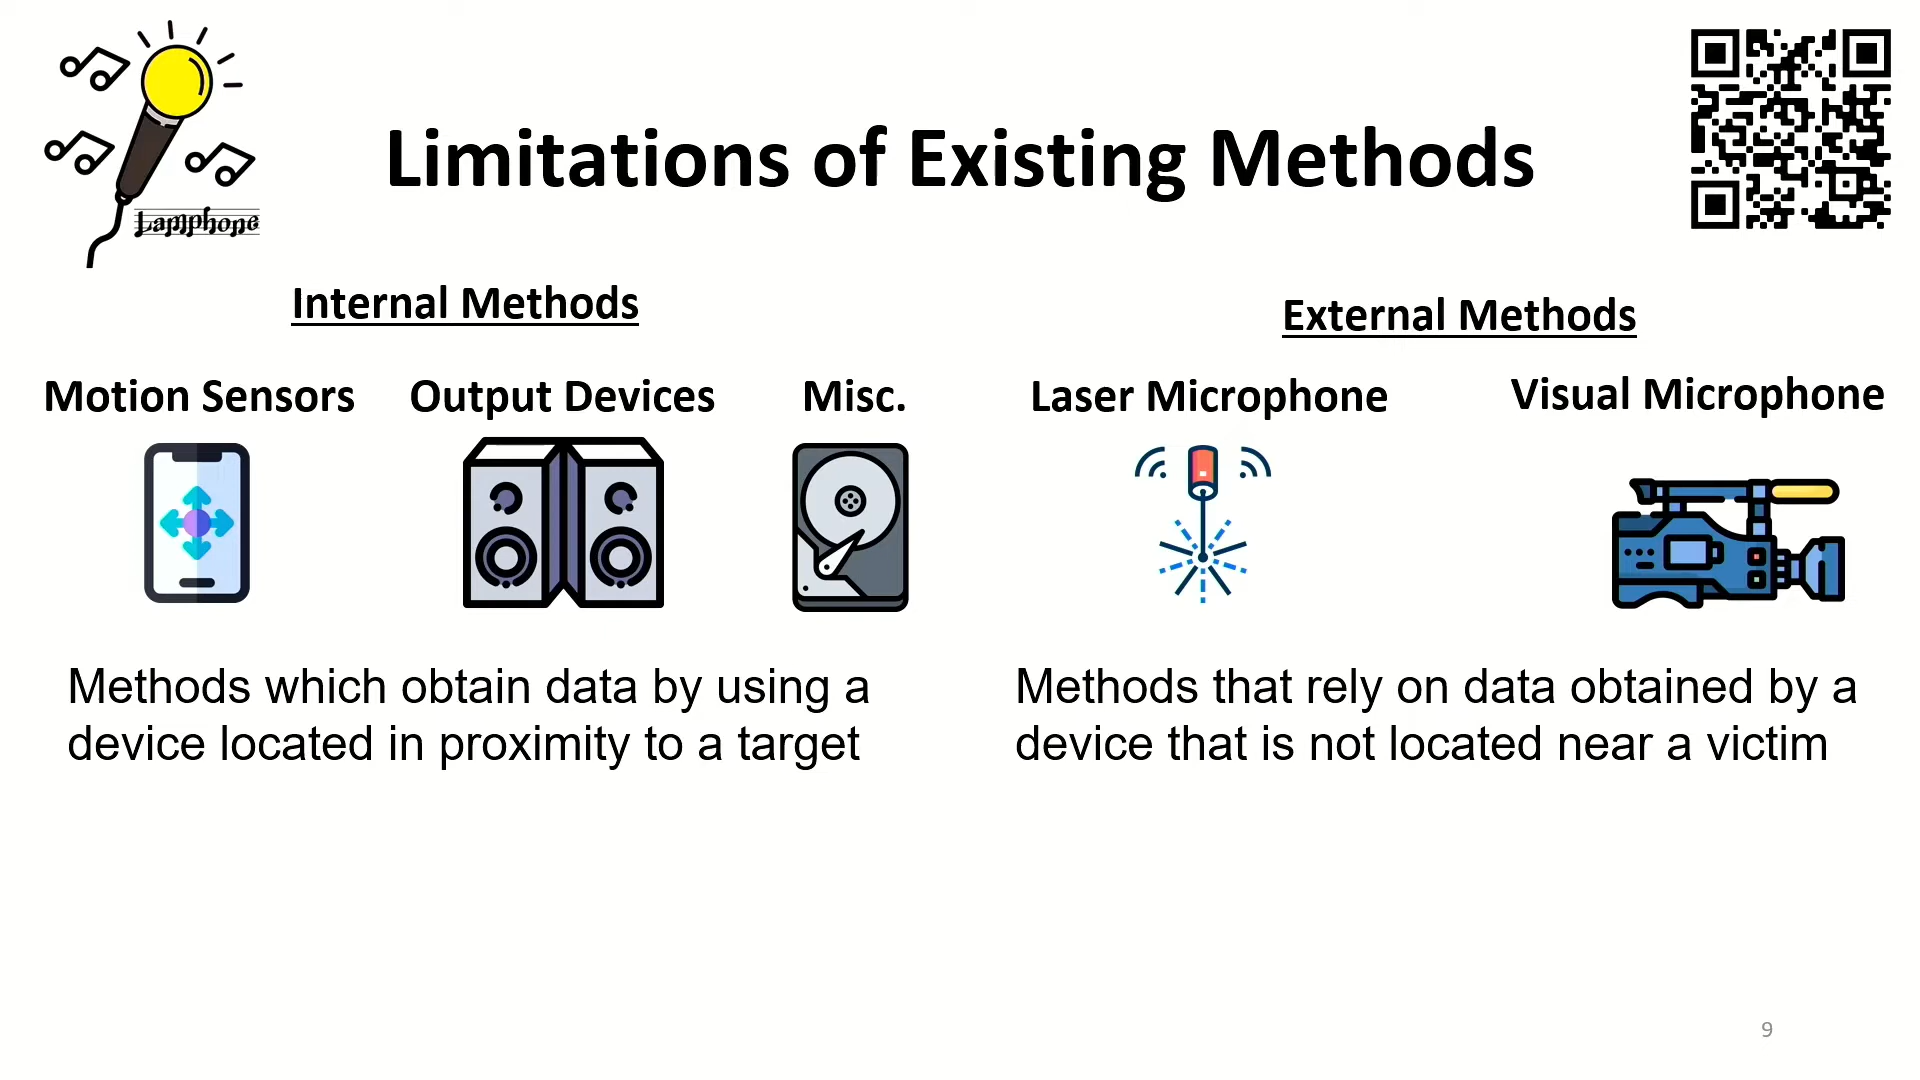 Lamphone
Limitations of Existing Methods
Internal Methods
Motion Sensors
Output Devices
Misc.
Methods which obtain data by using a
device located in proximity to a target
External Methods
Laser Microphone
Visual Microphone
Methods that rely on data obtained by a
device that is not located near a victim
9